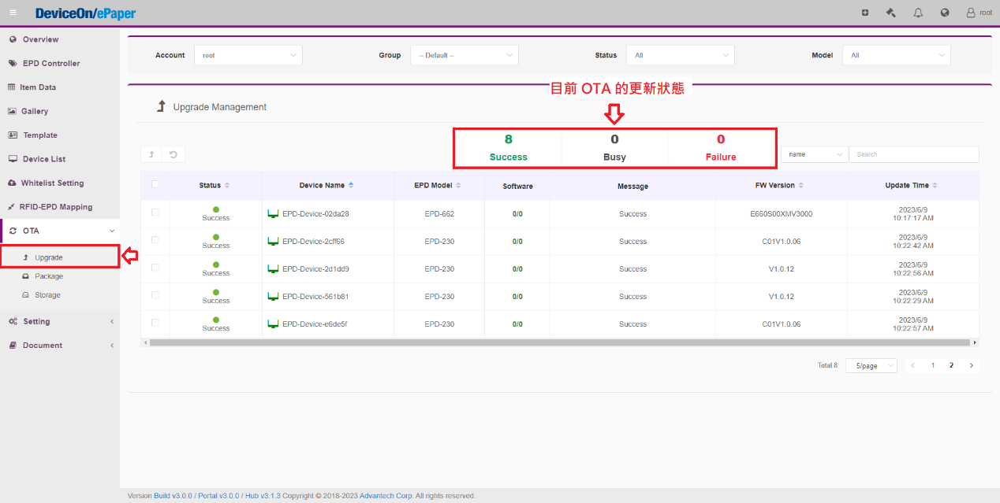 DeviceOn/ePaper
root
Overview
EPD Controller
Item Data
Gallery
Template
Device List
Whitelist Setting
RFID-EPD Mapping
OTA
Upgrade
Package
Storage
Setting
Document
Account root Group -- Default -- Status All Model All
目前 OTA 的更新狀態
Upgrade Management
8 0 0
Success Busy Failure
name Search
Status Device Name EPD Model Software Message FW Version Update Time
Success EPD-Device-02da28 EPD-662 0/0 Success E660S00XMV3000 2023/6/9 10:17:17 AM
Success EPD-Device-2cff66 EPD-230 0/0 Success C01V1.0.06 2023/6/9 10:22:42 AM
Success EPD-Device-2d1dd9 EPD-230 0/0 Success V1.0.12 2023/6/9 10:22:56 AM
Success EPD-Device-561b81 EPD-230 0/0 Success V1.0.12 2023/6/9 10:22:29 AM
Success EPD-Device-e6de5f EPD-230 0/0 Success C01V1.0.06 2023/6/9 10:22:57 AM
Total 8 5/page 1 2
Version Build v3.0.0 / Portal v3.0.0 / Hub v3.1.3 Copyright © 2018-2023 Advantech Corp. All rights reserved.